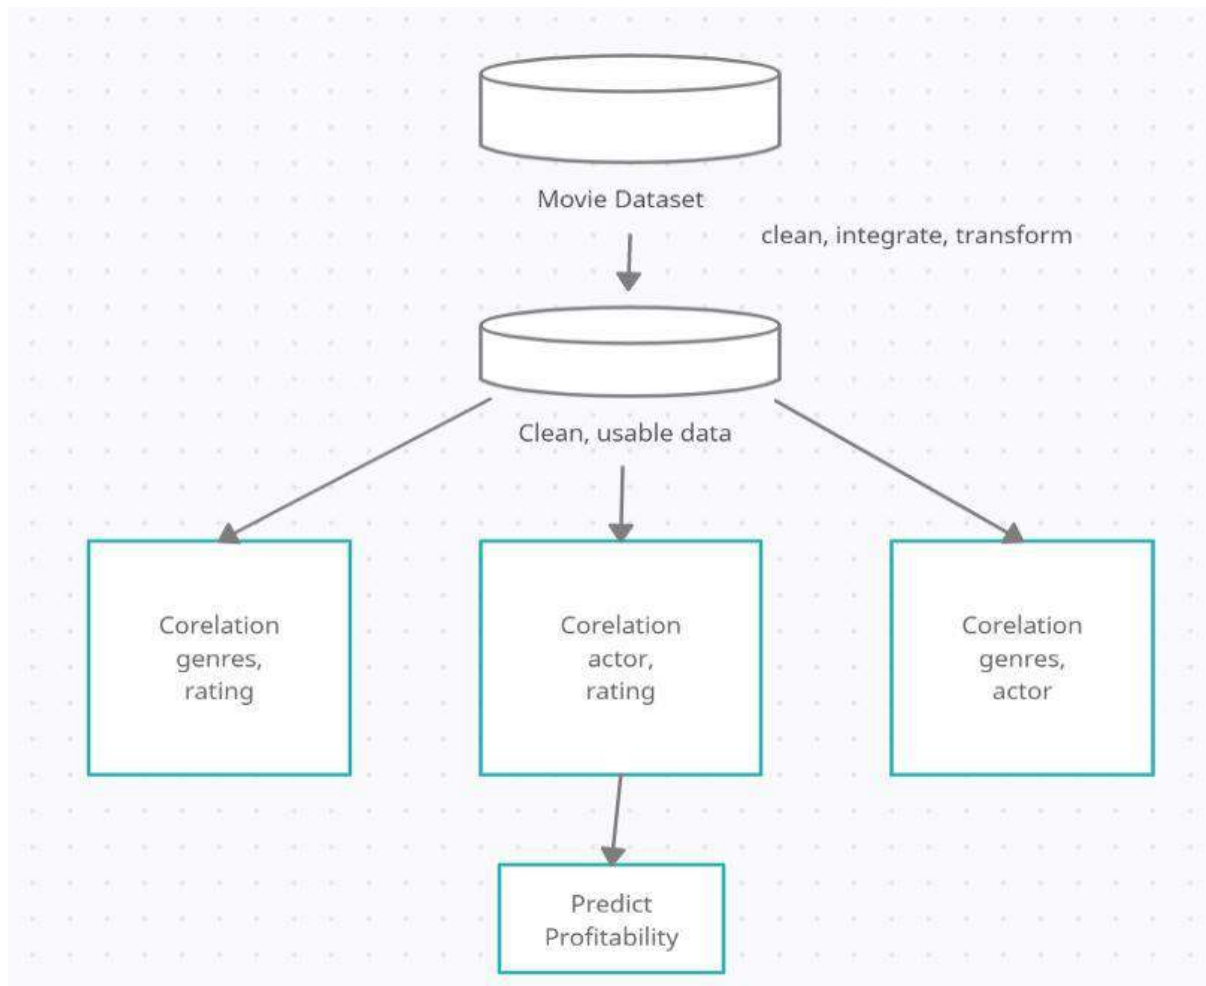 Movie Dataset
clean, integrate, transform
Clean, usable data
Corelation
genres,
rating
Corelation
actor,
rating
Corelation
genres,
actor
Predict
Profitability